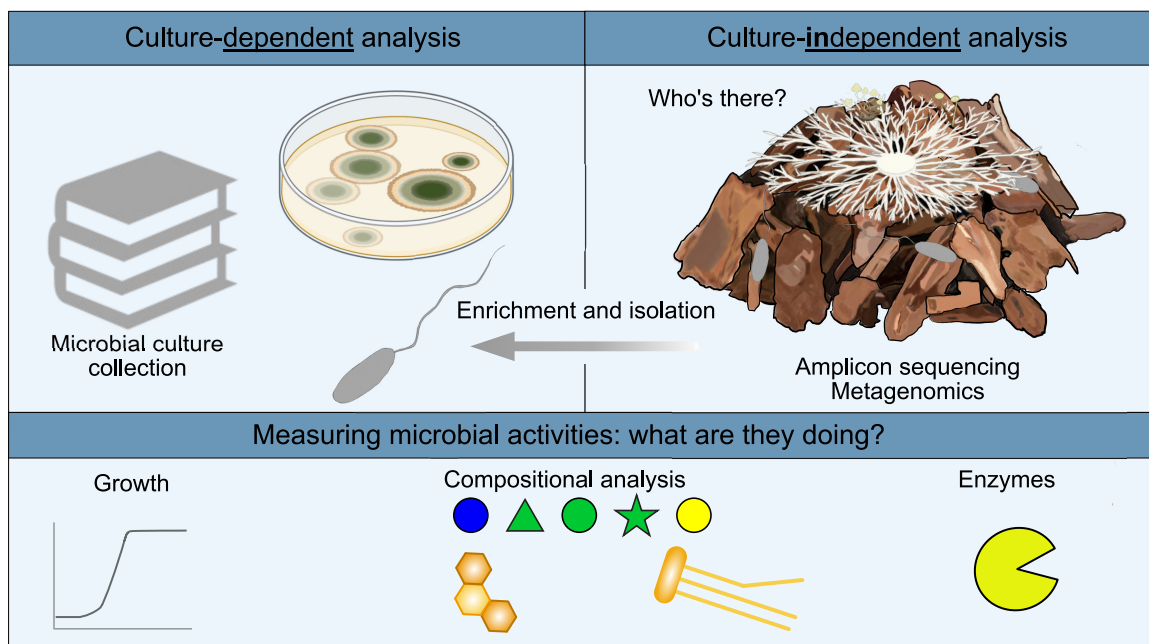 Culture-dependent analysis
Culture-independent analysis
Who's there?
Microbial culture
collection
Enrichment and isolation
Amplicon sequencing
Metagenomics
Measuring microbial activities: what are they doing?
Growth
Compositional analysis
Enzymes